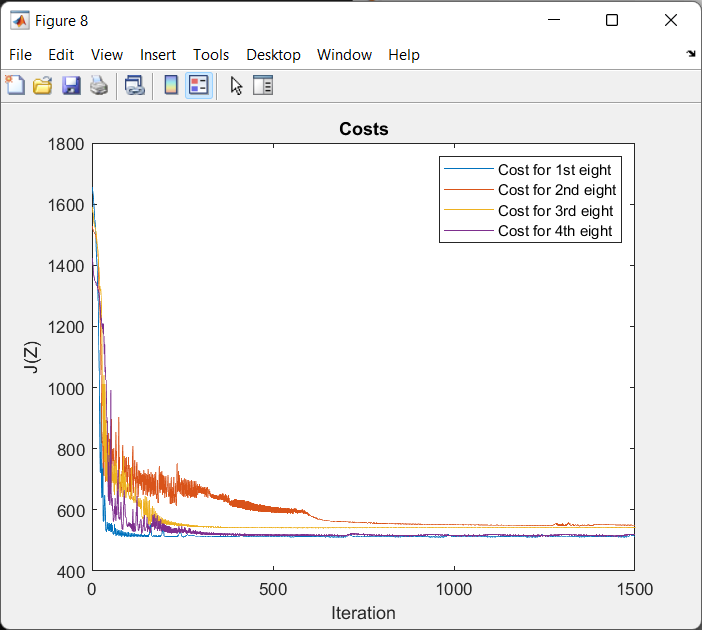 Figure 8
File Edit View Insert Tools Desktop Window Help
Costs
1800
1600
1400
1200
1000
800
600
400
J(Z)
0 500 1000 1500
Iteration
Cost for 1st eight
Cost for 2nd eight
Cost for 3rd eight
Cost for 4th eight